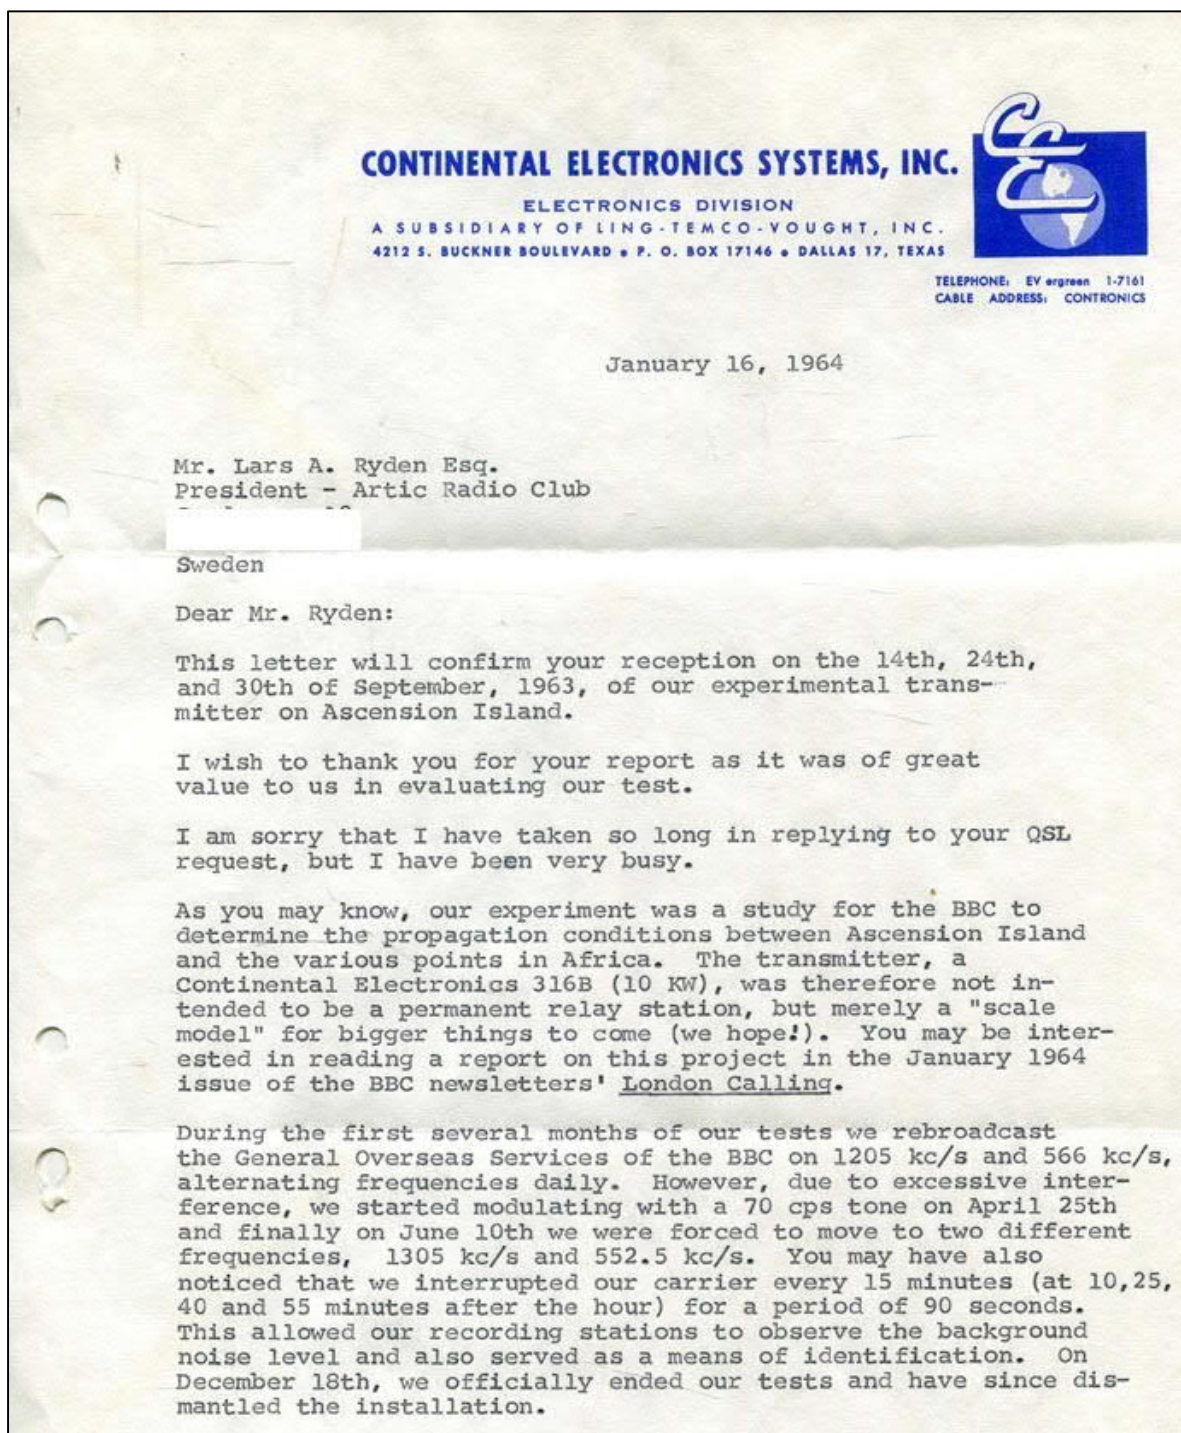 CE
CONTINENTAL ELECTRONICS SYSTEMS, INC.
ELECTRONICS DIVISION
A SUBSIDIARY OF LING-TEMCO-VOUGHT, INC.
4212 S. BUCKNER BOULEVARD • P. O. BOX 17146 • DALLAS 17, TEXAS
TELEPHONE: EV ergreen 1-7161
CABLE ADDRESS: CONTRONICS
January 16, 1964
Mr. Lars A. Ryden Esq.
President - Artic Radio Club
Sweden
Dear Mr. Ryden:
This letter will confirm your reception on the 14th, 24th,
and 30th of September, 1963, of our experimental trans-
mitter on Ascension Island.
I wish to thank you for your report as it was of great
value to us in evaluating our test.
I am sorry that I have taken so long in replying to your QSL
request, but I have been very busy.
As you may know, our experiment was a study for the BBC to
determine the propagation conditions between Ascension Island
and the various points in Africa. The transmitter, a
Continental Electronics 316B (10 KW), was therefore not in-
tended to be a permanent relay station, but merely a "scale
model" for bigger things to come (we hope!). You may be inter-
ested in reading a report on this project in the January 1964
issue of the BBC newsletters' London Calling.
During the first several months of our tests we rebroadcast
the General Overseas Services of the BBC on 1205 kc/s and 566 kc/s,
alternating frequencies daily. However, due to excessive inter-
ference, we started modulating with a 70 cps tone on April 25th
and finally on June 10th we were forced to move to two different
frequencies, 1305 kc/s and 552.5 kc/s. You may have also
noticed that we interrupted our carrier every 15 minutes (at 10,25,
40 and 55 minutes after the hour) for a period of 90 seconds.
This allowed our recording stations to observe the background
noise level and also served as a means of identification. On
December 18th, we officially ended our tests and have since dis-
mantled the installation.